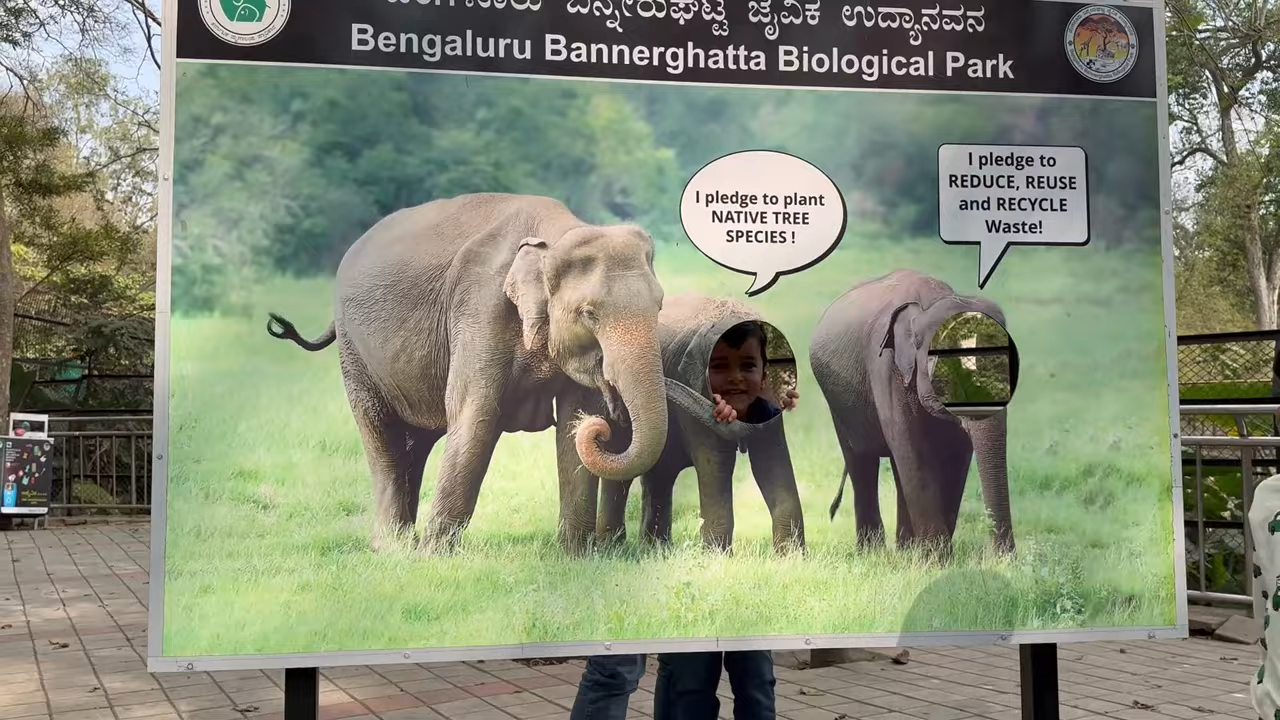 ಬೆಂಗಳೂರು ಬನ್ನೇರುಘಟ್ಟ ಜೈವಿಕ ಉದ್ಯಾನವನ
Bengaluru Bannerghatta Biological Park
I pledge to plant
NATIVE TREE
SPECIES !
I pledge to
REDUCE, REUSE
and RECYCLE
Waste!